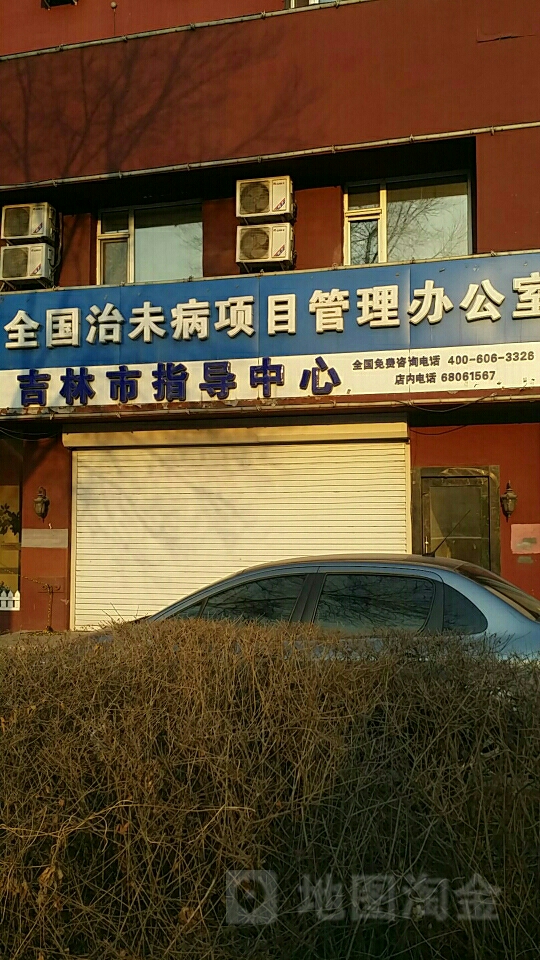 全国治未病项目管理办公室
吉林市指导中心
全国免费咨询电话 400-606-3326
店内电话 68061567
地图淘金